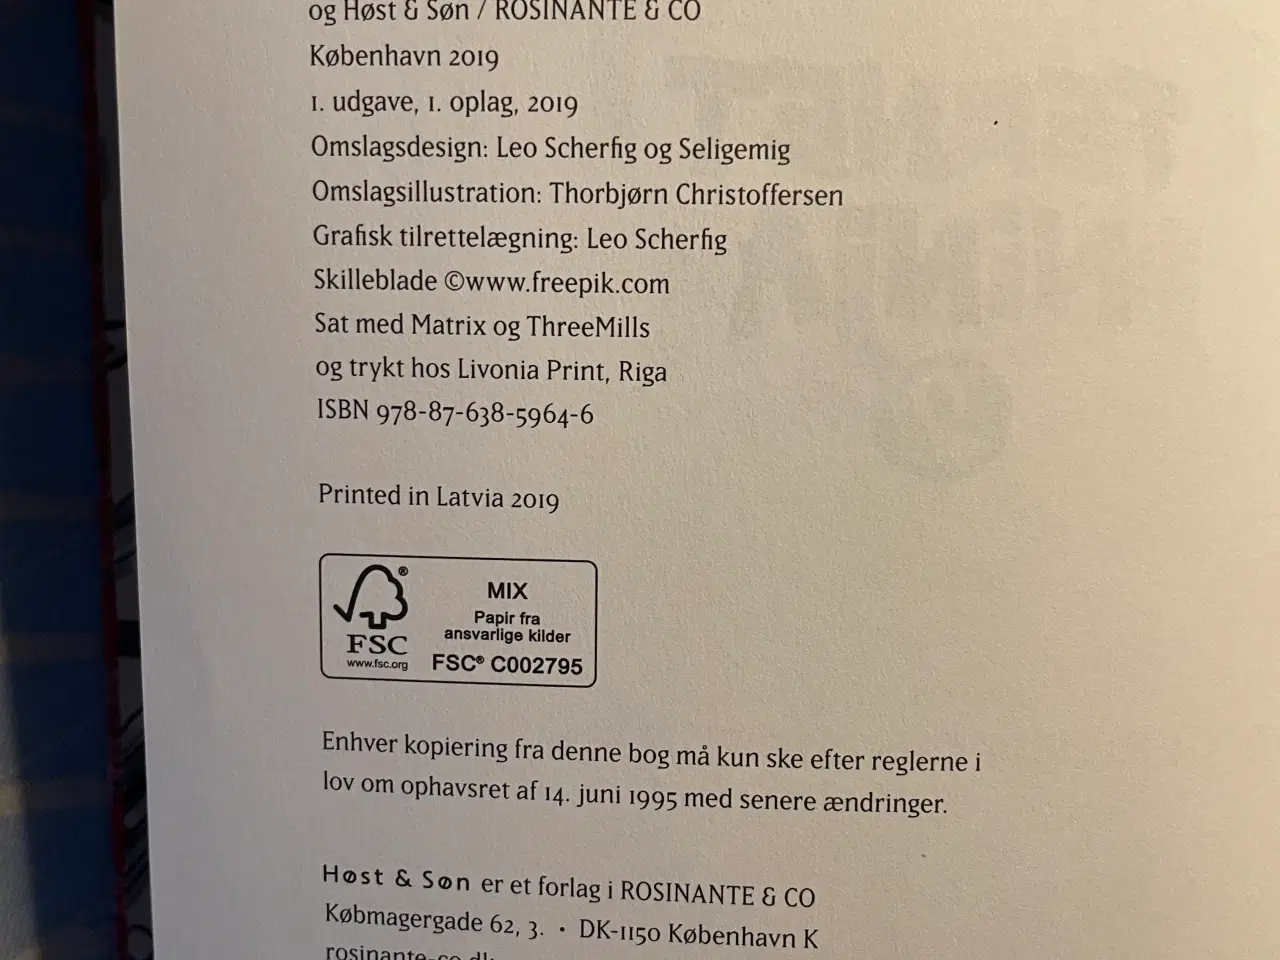 og Høst & Søn / ROSINANTE & CO
København 2019
1. udgave, 1. oplag, 2019
Omslagsdesign: Leo Scherfig og Seligemig
Omslagsillustration: Thorbjørn Christoffersen
Grafisk tilrettelægning: Leo Scherfig
Skilleblade ©www.freepik.com
Sat med Matrix og ThreeMills
og trykt hos Livonia Print, Riga
ISBN 978-87-638-5964-6
Printed in Latvia 2019
®
MIX
Papir fra
ansvarlige kilder
FSC
www.fsc.org
FSC® C002795
Enhver kopiering fra denne bog må kun ske efter reglerne i
lov om ophavsret af 14. juni 1995 med senere ændringer.
Høst & Søn er et forlag i ROSINANTE & CO
Købmagergade 62, 3. · DK-1150 København K
rosinante-co.dk